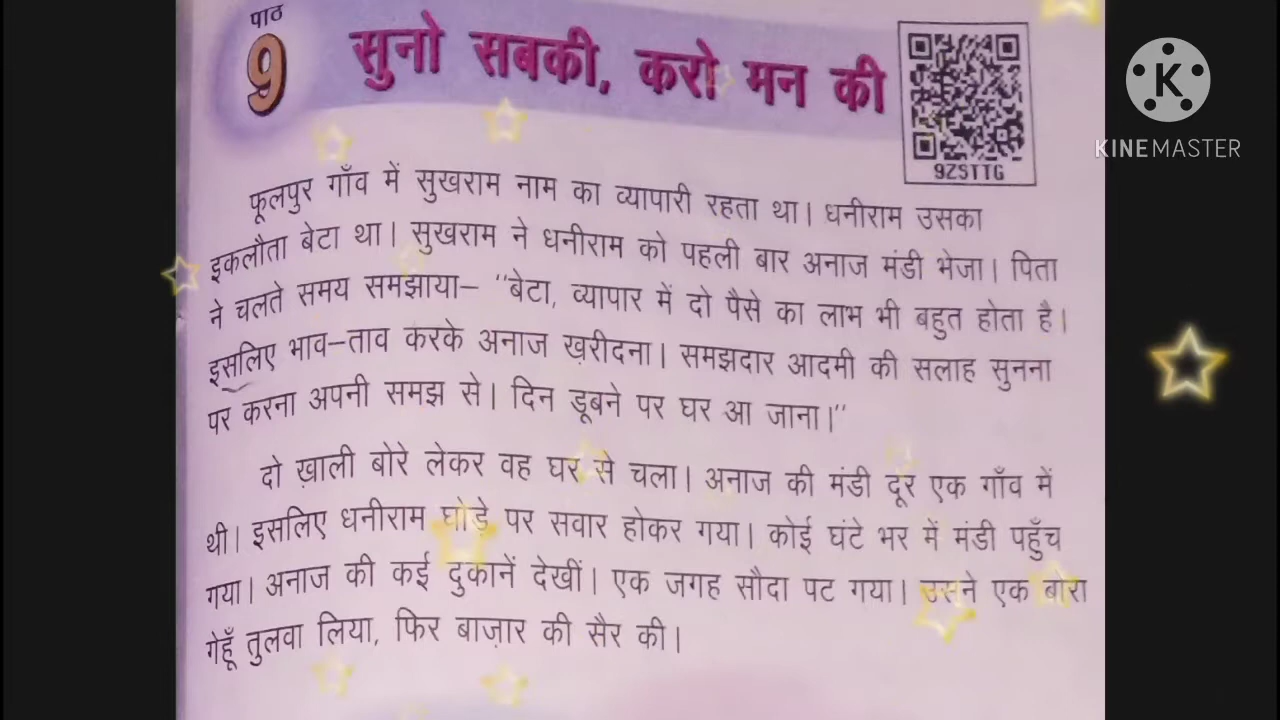 पाठ
9
सुनो सबकी, करो मन की
9ZSTTG
K
KINEMASTER
फूलपुर गाँव में सुखराम नाम का व्यापारी रहता था। धनीराम उसका
इकलौता बेटा था। सुखराम ने धनीराम को पहली बार अनाज मंडी भेजा। पिता
ने चलते समय समझाया– "बेटा, व्यापार में दो पैसे का लाभ भी बहुत होता है।
इसलिए भाव–ताव करके अनाज ख़रीदना। समझदार आदमी की सलाह सुनना
पर करना अपनी समझ से। दिन डूबने पर घर आ जाना।"
दो ख़ाली बोरे लेकर वह घर से चला। अनाज की मंडी दूर एक गाँव में
थी। इसलिए धनीराम घोड़े पर सवार होकर गया। कोई घंटे भर में मंडी पहुँच
गया। अनाज की कई दुकानें देखीं। एक जगह सौदा पट गया। उसने एक बोरा
गेहूँ तुलवा लिया, फिर बाज़ार की सैर की।